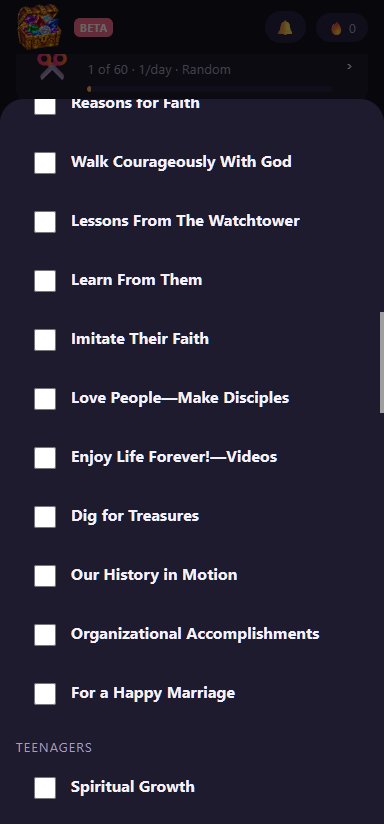 BETA
0
1 of 60 · 1/day · Random
Reasons for Faith
Walk Courageously With God
Lessons From The Watchtower
Learn From Them
Imitate Their Faith
Love People—Make Disciples
Enjoy Life Forever!—Videos
Dig for Treasures
Our History in Motion
Organizational Accomplishments
For a Happy Marriage
TEENAGERS
Spiritual Growth